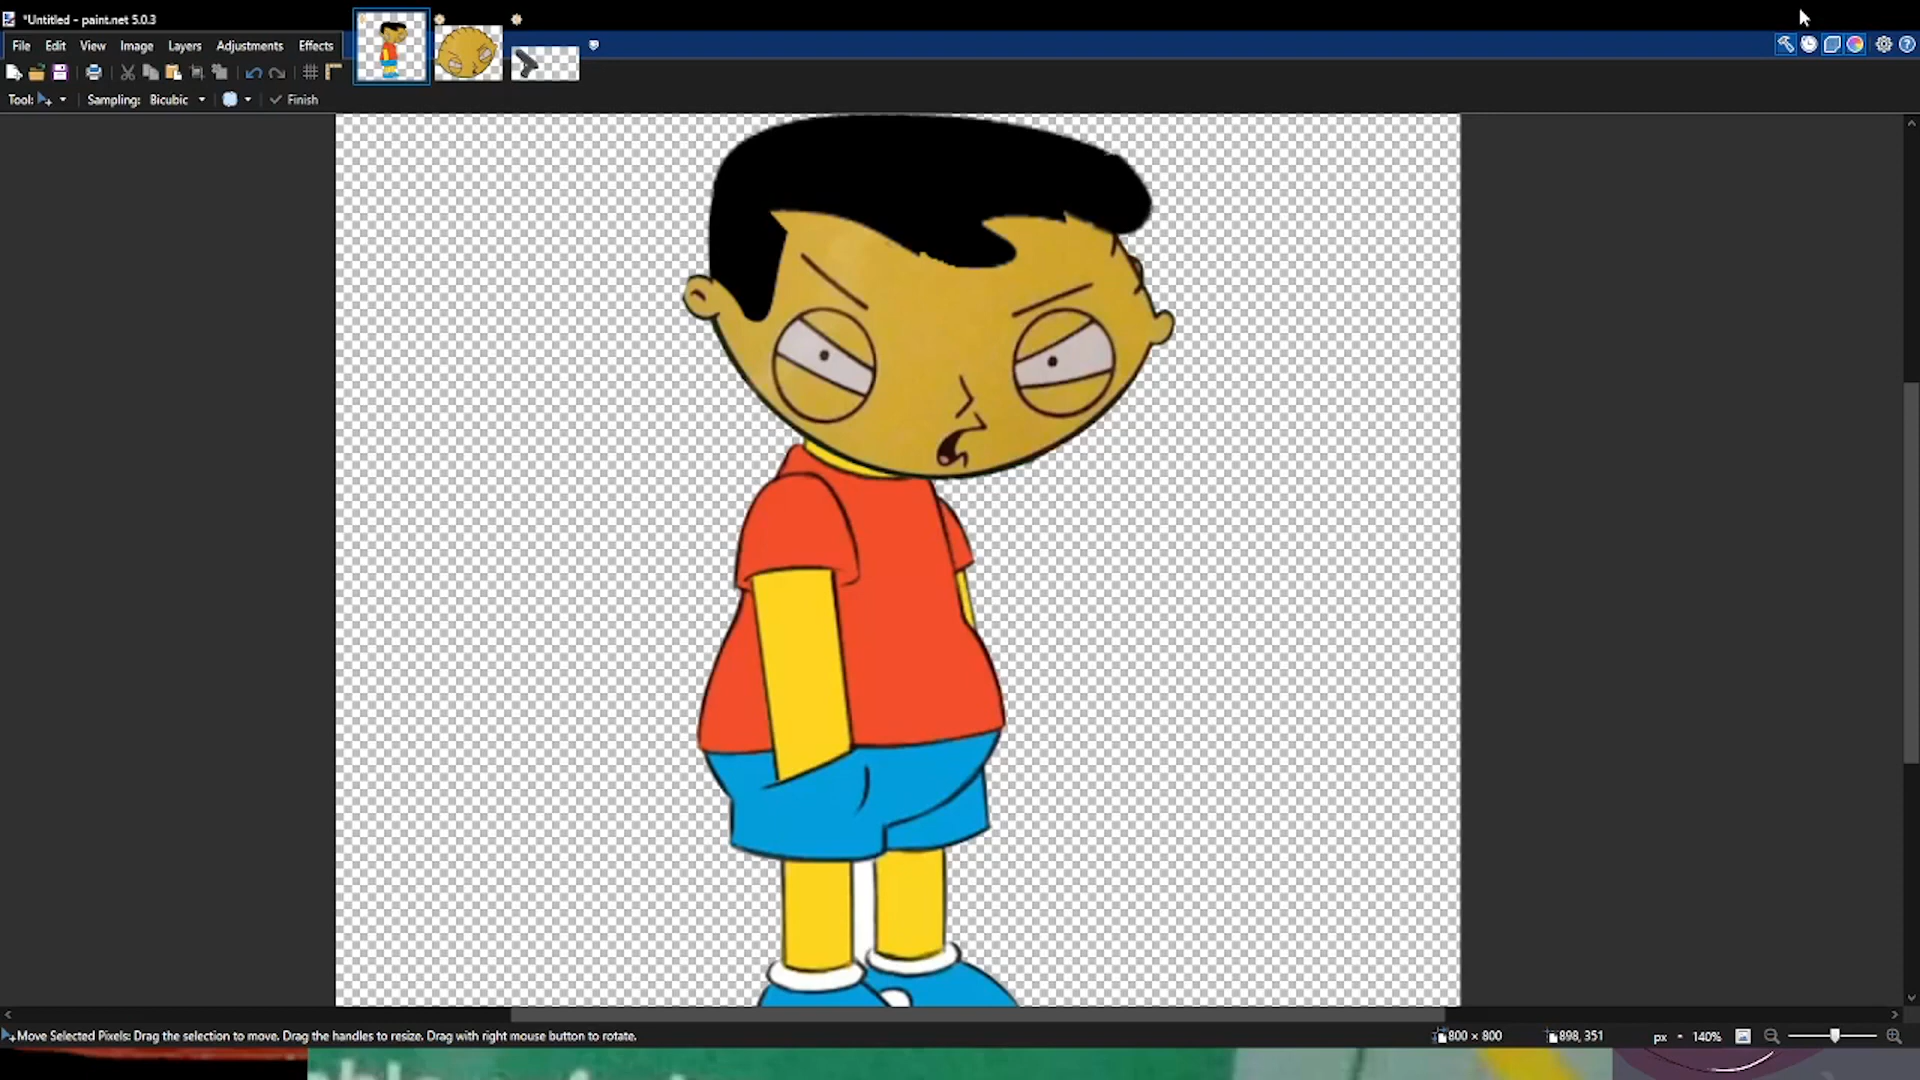 *Untitled - paint.net 5.0.3
File Edit View Image Layers Adjustments Effects
Tool: Sampling: Bicubic Finish
Move Selected Pixels: Drag the selection to move. Drag the handles to resize. Drag with right mouse button to rotate.
800 × 800 898, 351 px 140%